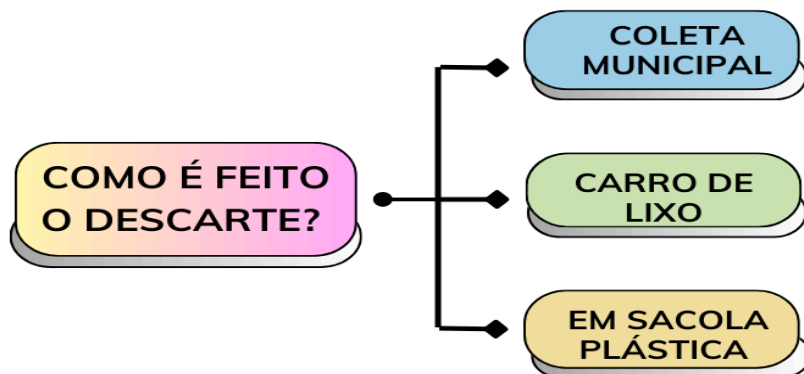 COMO É FEITO
O DESCARTE?
COLETA
MUNICIPAL
CARRO DE
LIXO
EM SACOLA
PLÁSTICA